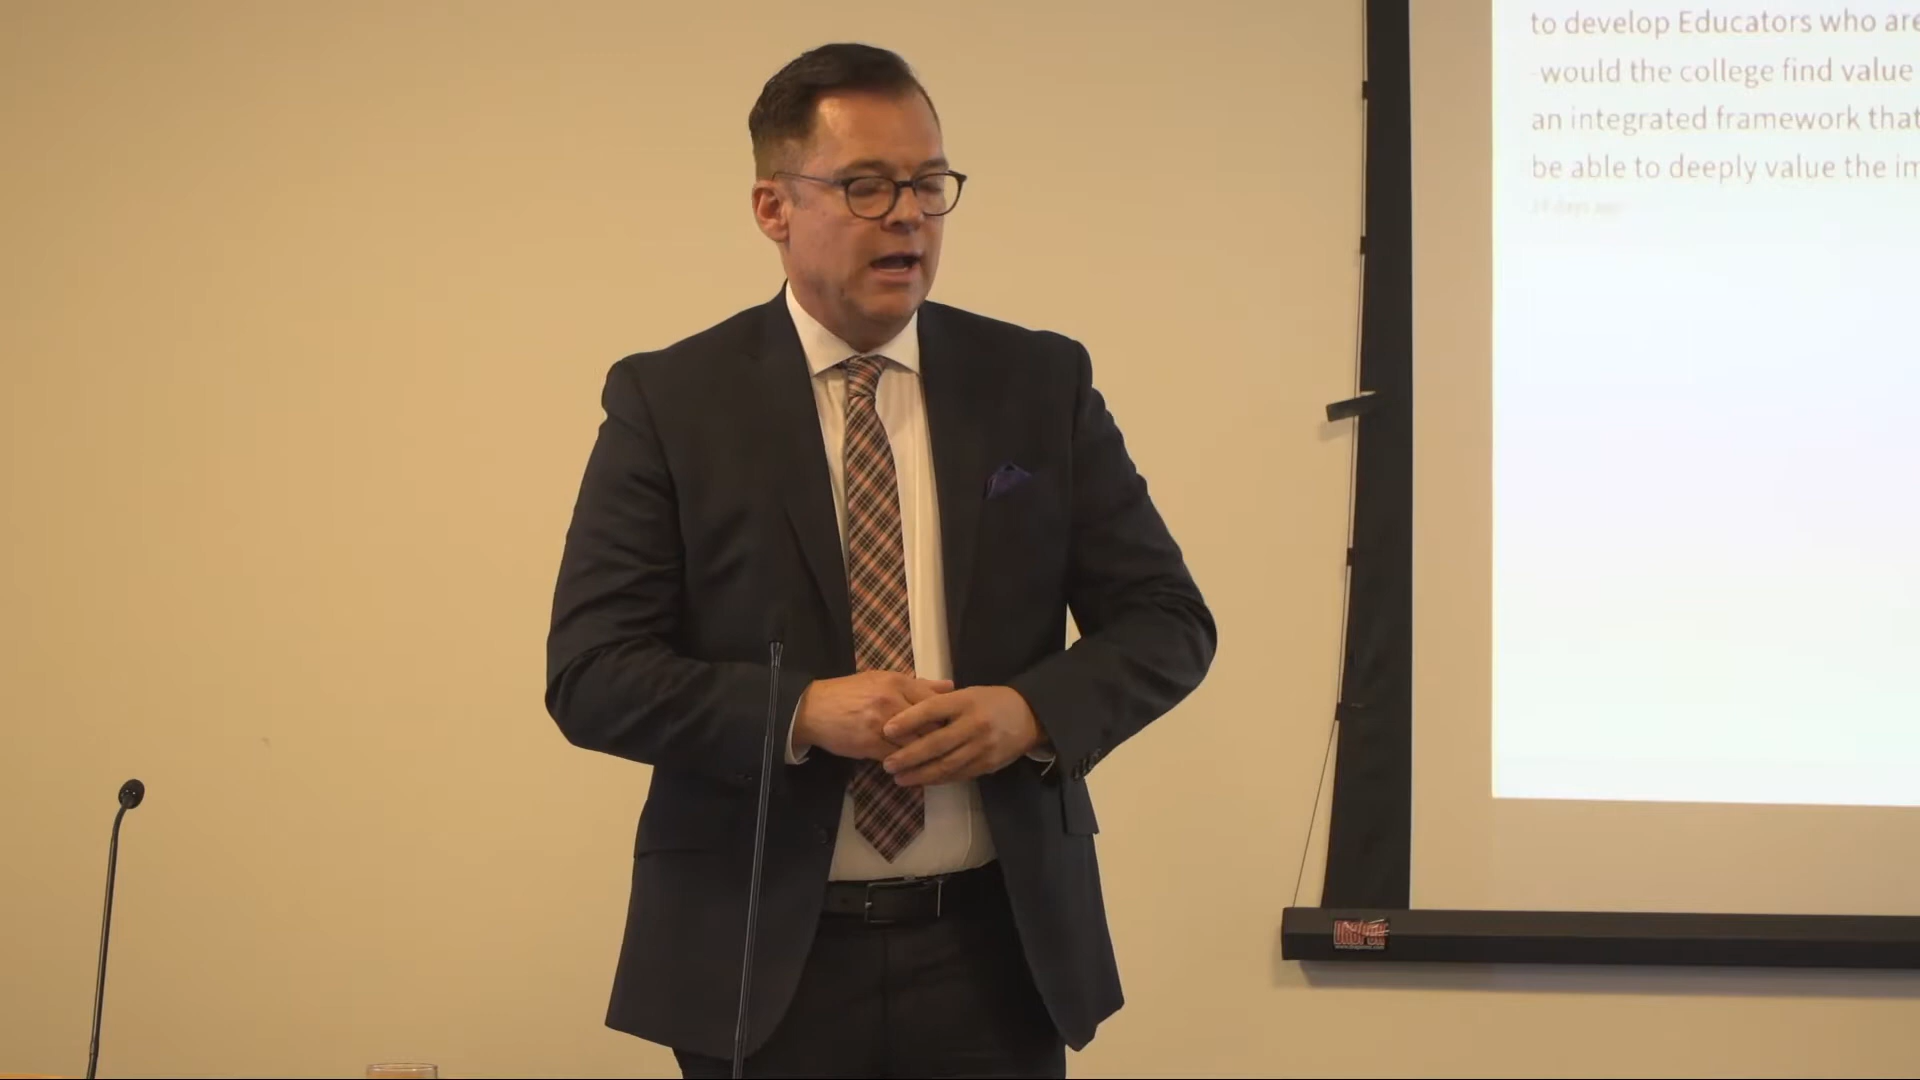 to develop Educators who are
-would the college find value
an integrated framework that
be able to deeply value the im
DRAPER